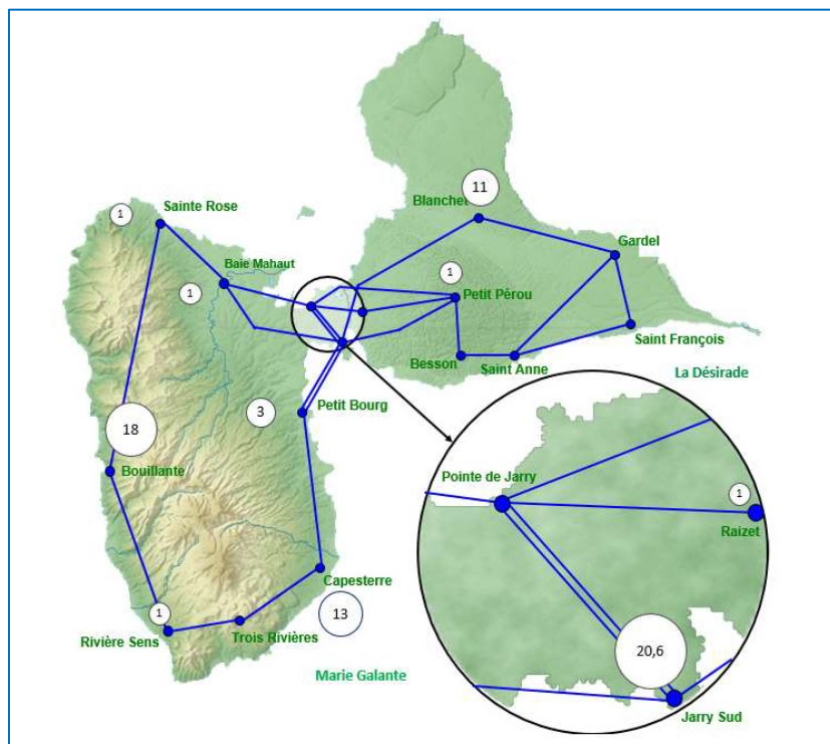 11
1
Sainte Rose
Blanchet
Gardel
Baie Mahaut
1
1
Petit Pérou
Saint François
Besson
Saint Anne
La Désirade
3
Petit Bourg
18
Pointe de Jarry
Bouillante
1
Raizet
Capesterre
1
13
Rivière Sens
Trois Rivières
20,6
Marie Galante
Jarry Sud